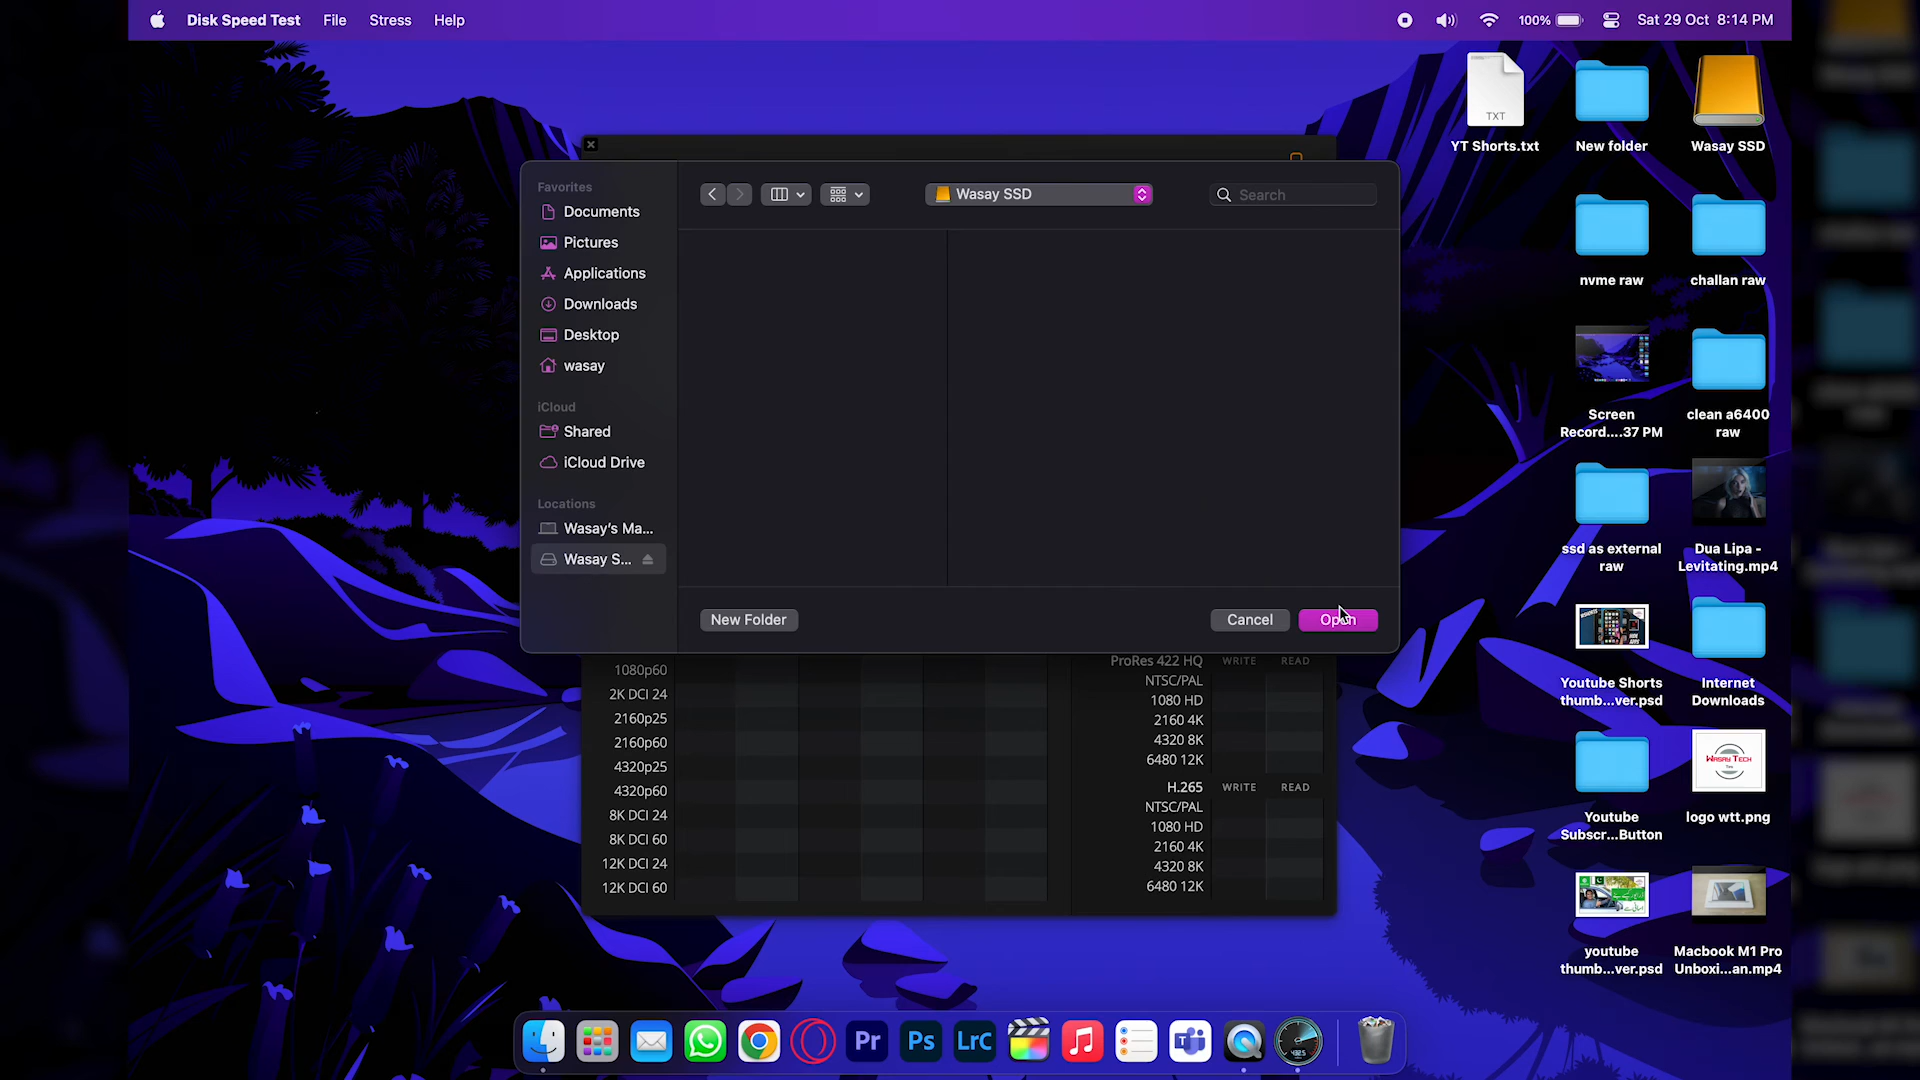 Disk Speed Test File Stress Help
100% Sat 29 Oct 8:14 PM
TXT
YT Shorts.txt
New folder
Wasay SSD
nvme raw
challan raw
Screen
Record....37 PM
clean a6400
raw
ssd as external
raw
Dua Lipa -
Levitating.mp4
Youtube Shorts
thumb...ver.psd
Internet
Downloads
Youtube
Subscr...Button
WASAY TECH
logo wtt.png
youtube
thumb...ver.psd
Macbook M1 Pro
Unboxi...an.mp4
Favorites
Documents
Pictures
Applications
Downloads
Desktop
wasay
iCloud
Shared
iCloud Drive
Locations
Wasay's Ma...
Wasay S...
Wasay SSD
Search
New Folder
Cancel
Open
1080p60
2K DCI 24
2160p25
2160p60
4320p25
4320p60
8K DCI 24
8K DCI 60
12K DCI 24
12K DCI 60
ProRes 422 HQ WRITE READ
NTSC/PAL
1080 HD
2160 4K
4320 8K
6480 12K
H.265 WRITE READ
NTSC/PAL
1080 HD
2160 4K
4320 8K
6480 12K
Pr
Ps
LrC